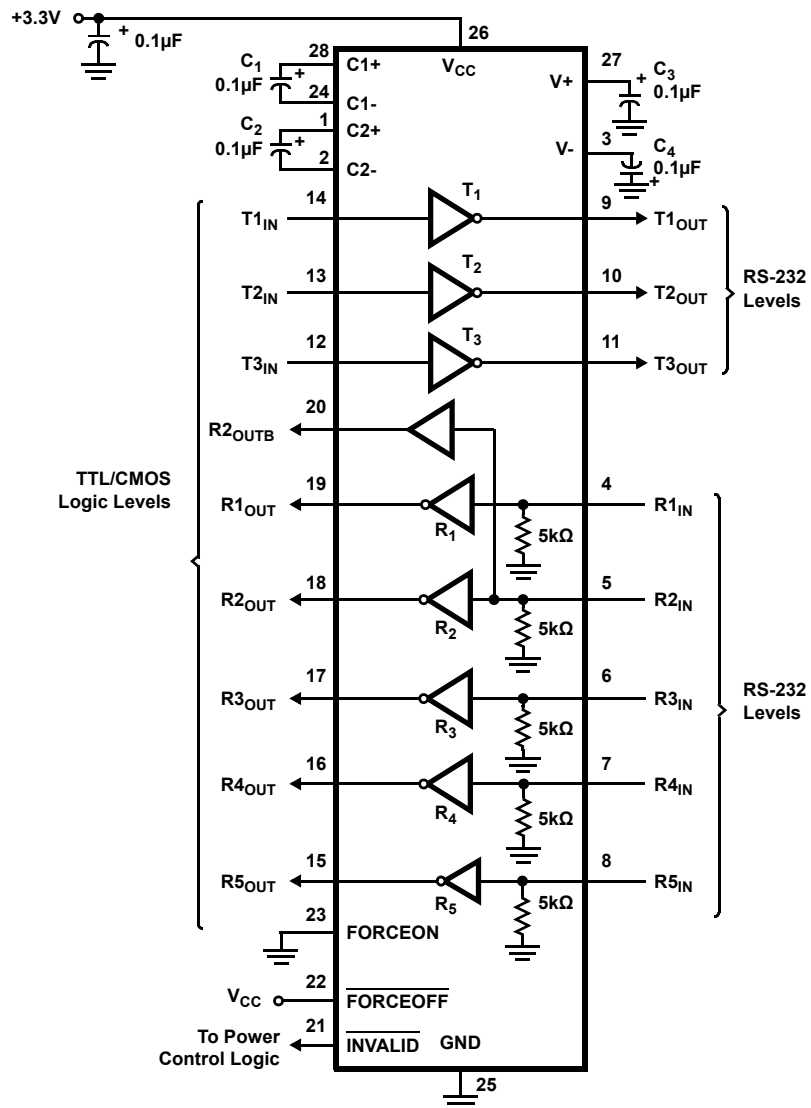 +3.3V
+ 0.1µF
26
28
C1+
VCC
27
C1
0.1µF
+
24
C1-
V+
+
C3
0.1µF
1
C2+
C2
0.1µF
+
2
C2-
3
V-
C4
0.1µF
+
T1IN
14
T1
9
T1OUT
T2IN
13
T2
10
T2OUT
RS-232
Levels
T3IN
12
T3
11
T3OUT
R2OUTB
20
TTL/CMOS
Logic Levels
R1OUT
19
R1
5kΩ
4
R1IN
R2OUT
18
R2
5kΩ
5
R2IN
R3OUT
17
R3
5kΩ
6
R3IN
RS-232
Levels
R4OUT
16
R4
5kΩ
7
R4IN
R5OUT
15
R5
5kΩ
8
R5IN
23
FORCEON
VCC
22
FORCEOFF
To Power
Control Logic
21
INVALID
GND
25